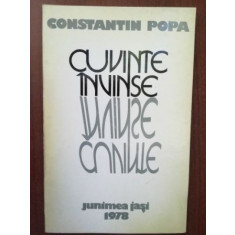 CONSTANTIN POPA
CUVINTE
ÎNVINSE
junimea iaşi
1978